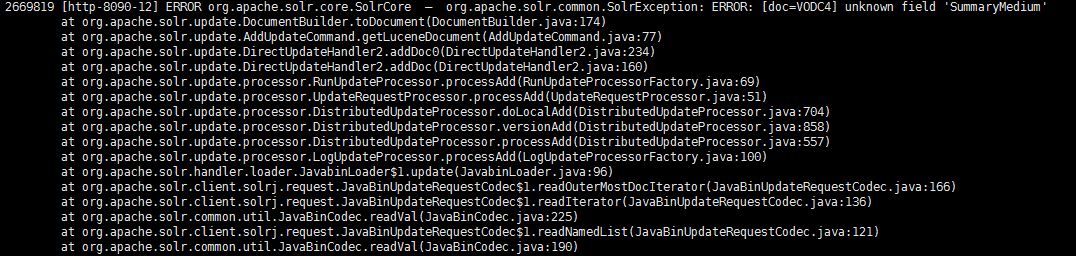 2669819 [http-8090-12] ERROR org.apache.solr.core.SolrCore  – org.apache.solr.common.SolrException: ERROR: [doc=VODC4] unknown field 'SummaryMedium'
        at org.apache.solr.update.DocumentBuilder.toDocument(DocumentBuilder.java:174)
        at org.apache.solr.update.AddUpdateCommand.getLuceneDocument(AddUpdateCommand.java:77)
        at org.apache.solr.update.DirectUpdateHandler2.addDoc0(DirectUpdateHandler2.java:234)
        at org.apache.solr.update.DirectUpdateHandler2.addDoc(DirectUpdateHandler2.java:160)
        at org.apache.solr.update.processor.RunUpdateProcessor.processAdd(RunUpdateProcessorFactory.java:69)
        at org.apache.solr.update.processor.UpdateRequestProcessor.processAdd(UpdateRequestProcessor.java:51)
        at org.apache.solr.update.processor.DistributedUpdateProcessor.doLocalAdd(DistributedUpdateProcessor.java:704)
        at org.apache.solr.update.processor.DistributedUpdateProcessor.versionAdd(DistributedUpdateProcessor.java:858)
        at org.apache.solr.update.processor.DistributedUpdateProcessor.processAdd(DistributedUpdateProcessor.java:557)
        at org.apache.solr.update.processor.LogUpdateProcessor.processAdd(LogUpdateProcessorFactory.java:100)
        at org.apache.solr.handler.loader.JavabinLoader$1.update(JavabinLoader.java:96)
        at org.apache.solr.client.solrj.request.JavaBinUpdateRequestCodec$1.readOuterMostDocIterator(JavaBinUpdateRequestCodec.java:166)
        at org.apache.solr.client.solrj.request.JavaBinUpdateRequestCodec$1.readIterator(JavaBinUpdateRequestCodec.java:136)
        at org.apache.solr.common.util.JavaBinCodec.readVal(JavaBinCodec.java:225)
        at org.apache.solr.client.solrj.request.JavaBinUpdateRequestCodec$1.readNamedList(JavaBinUpdateRequestCodec.java:121)
        at org.apache.solr.common.util.JavaBinCodec.readVal(JavaBinCodec.java:190)